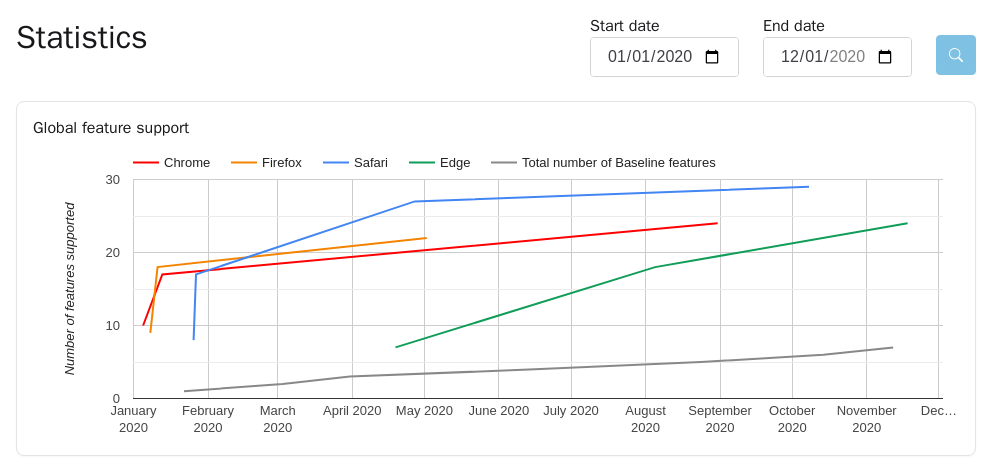 Statistics
Start date
End date
01/01/2020
12/01/2020
Global feature support
Chrome
Firefox
Safari
Edge
Total number of Baseline features
Number of features supported
30
20
10
0
January
2020
February
2020
March
2020
April 2020
May 2020
June 2020
July 2020
August
2020
September
2020
October
2020
November
2020
Dec…